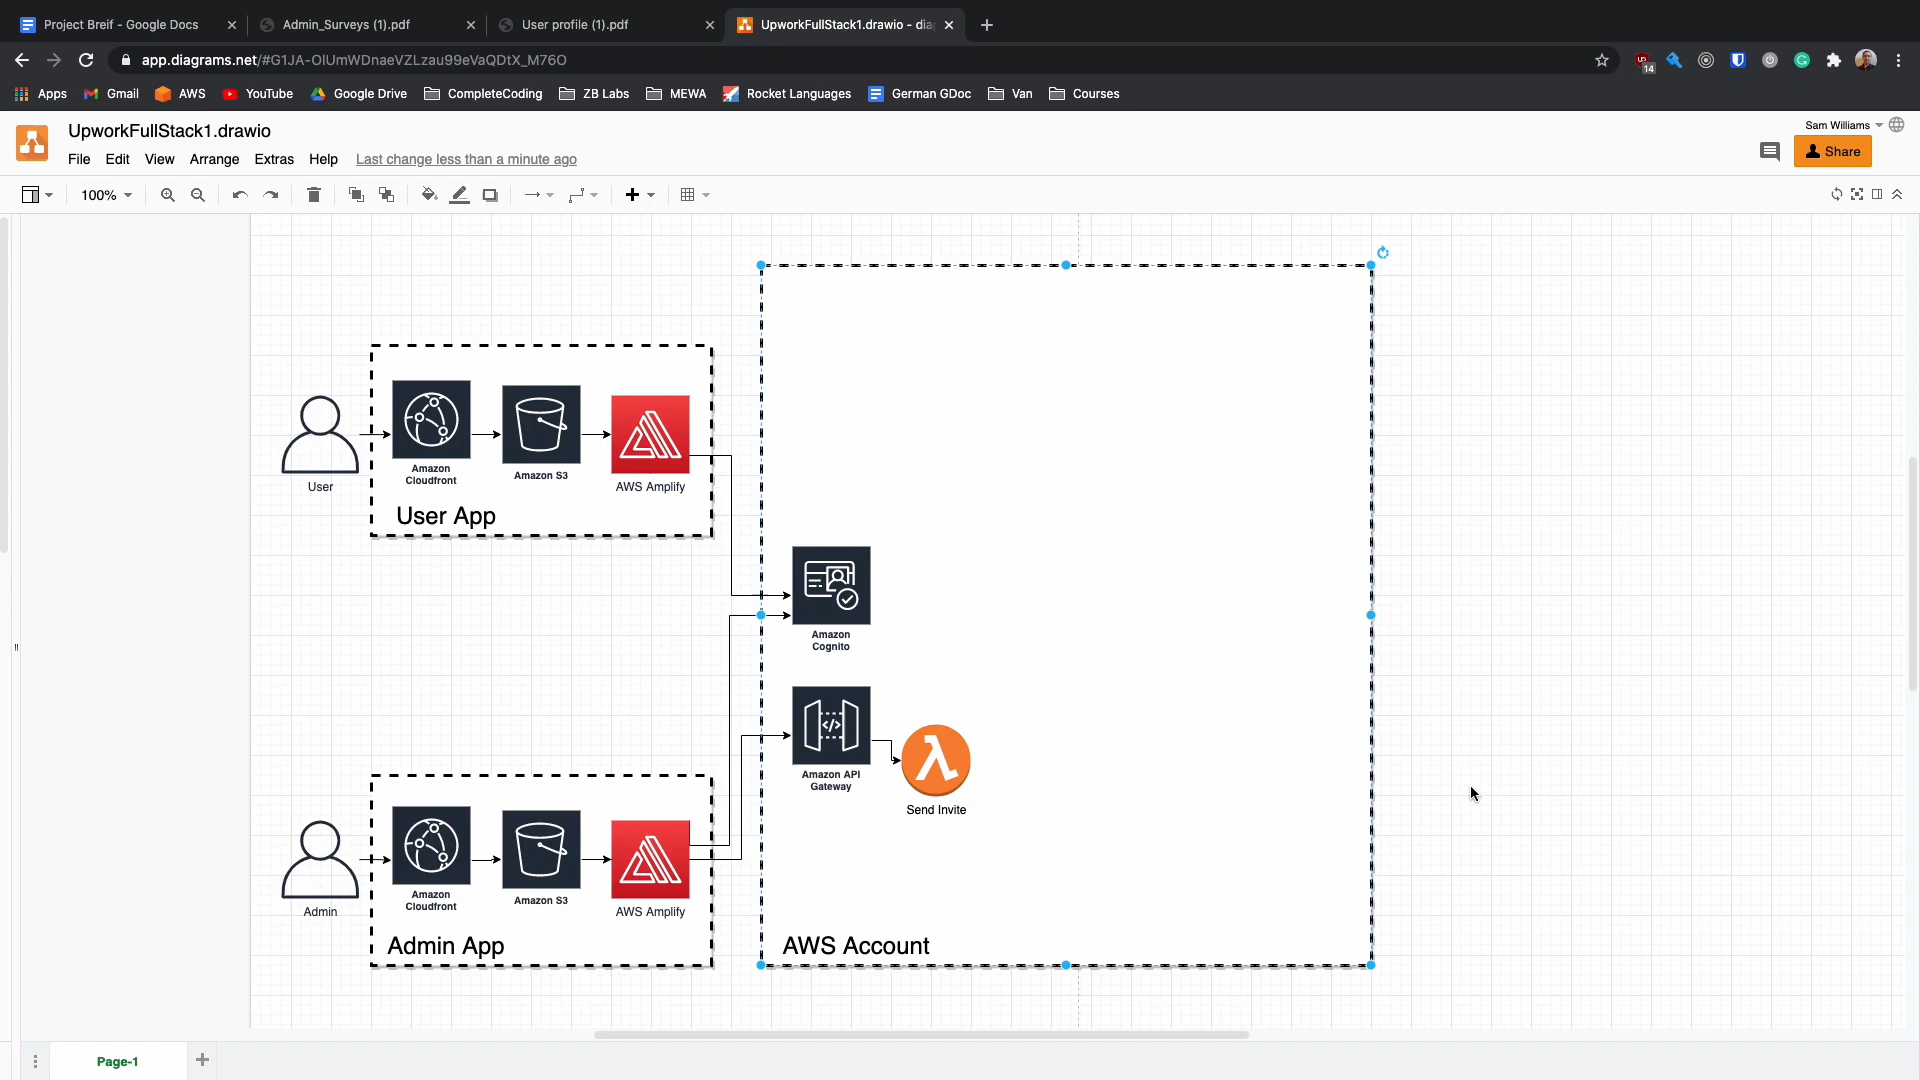 Project Breif - Google Docs
Admin_Surveys (1).pdf
User profile (1).pdf
UpworkFullStack1.drawio - dia
app.diagrams.net/#G1JA-OlUmWDnaeVZLzau99eVaQDtX_M76O
14
Apps
Gmail
AWS
YouTube
Google Drive
CompleteCoding
ZB Labs
MEWA
Rocket Languages
German GDoc
Van
Courses
UpworkFullStack1.drawio
Sam Williams
File
Edit
View
Arrange
Extras
Help
Last change less than a minute ago
Share
100%
User
Amazon
Cloudfront
Amazon S3
AWS Amplify
User App
Amazon
Cognito
Amazon API
Gateway
Send Invite
Admin
Amazon
Cloudfront
Amazon S3
AWS Amplify
Admin App
AWS Account
Page-1